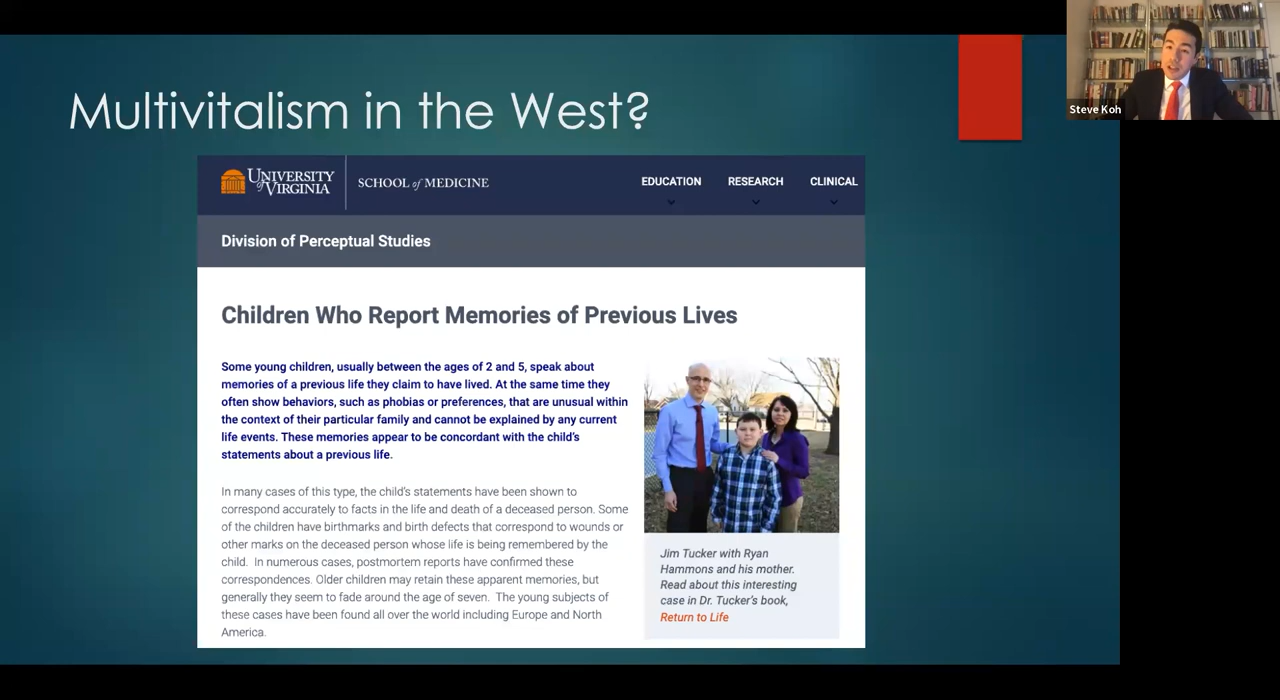 Multivitalism in the West?
Steve Koh
UNIVERSITY
of VIRGINIA
SCHOOL of MEDICINE
EDUCATION
RESEARCH
CLINICAL
Division of Perceptual Studies
Children Who Report Memories of Previous Lives
Some young children, usually between the ages of 2 and 5, speak about
memories of a previous life they claim to have lived. At the same time they
often show behaviors, such as phobias or preferences, that are unusual within
the context of their particular family and cannot be explained by any current
life events. These memories appear to be concordant with the child's
statements about a previous life.
In many cases of this type, the child's statements have been shown to
correspond accurately to facts in the life and death of a deceased person. Some
of the children have birthmarks and birth defects that correspond to wounds or
other marks on the deceased person whose life is being remembered by the
child. In numerous cases, postmortem reports have confirmed these
correspondences. Older children may retain these apparent memories, but
generally they seem to fade around the age of seven. The young subjects of
these cases have been found all over the world including Europe and North
America.
Jim Tucker with Ryan
Hammons and his mother.
Read about this interesting
case in Dr. Tucker's book,
Return to Life